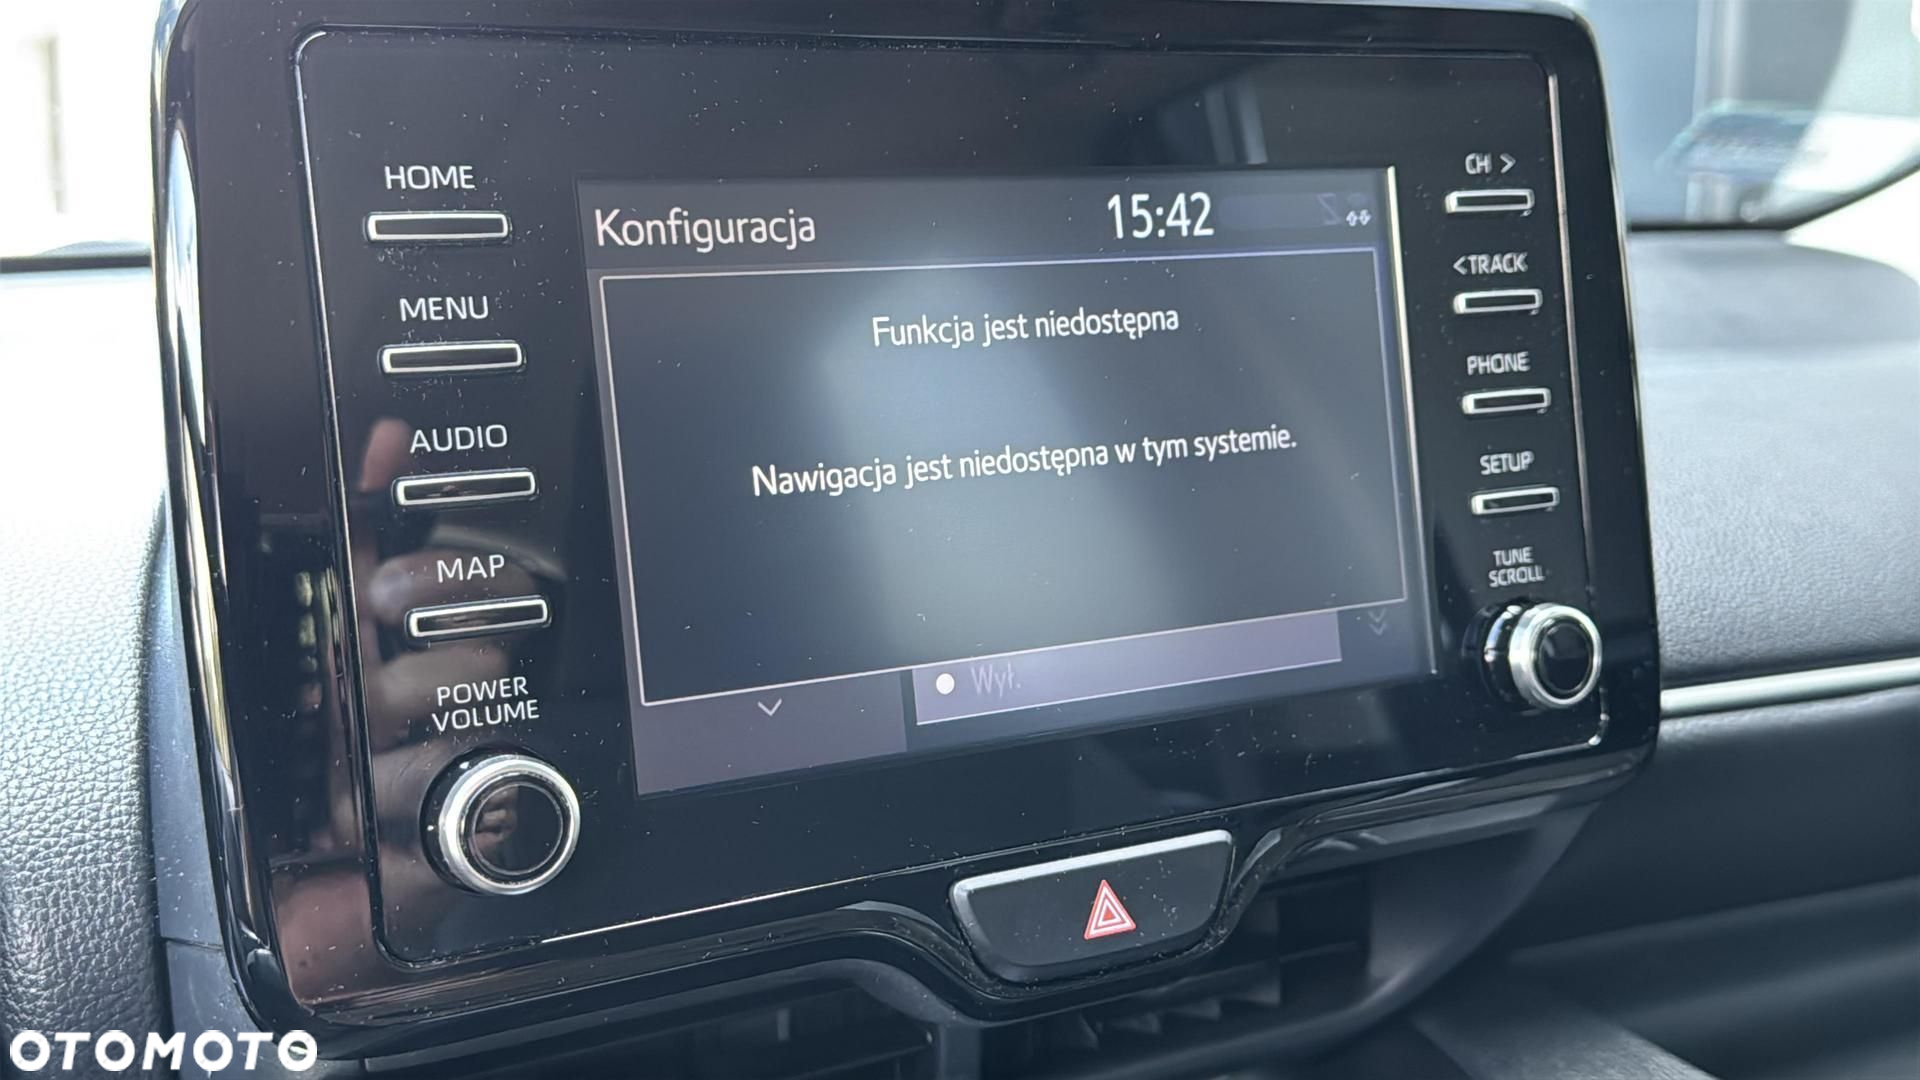 HOME
MENU
AUDIO
MAP
POWER
VOLUME
Konfiguracja
15:42
Funkcja jest niedostępna
Nawigacja jest niedostępna w tym systemie.
Wył.
CH >
<TRACK
PHONE
SETUP
TUNE
SCROLL
OTOMOTO